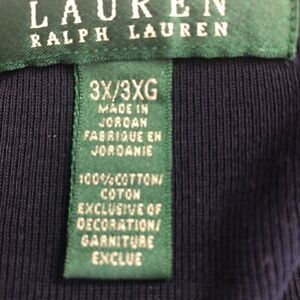 LAUREN
RALPH LAUREN
3X/3XG
MADE IN
JORDAN
FABRIQUE EN
JORDANIE
100%COTTON/
COTON
EXCLUSIVE OF
DECORATION/
GARNITURE
EXCLUE